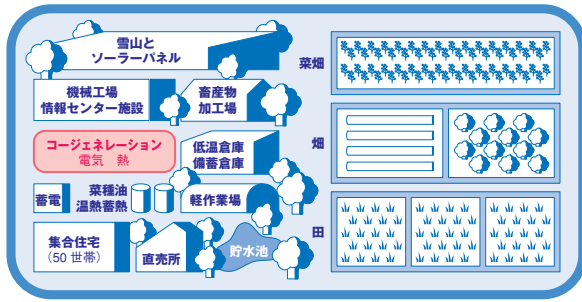 雪山と
ソーラーパネル
菜畑
機械工場
情報センター施設
畜産物
加工場
コージェネレーション
電気 熱
低温倉庫
備蓄倉庫
畑
蓄電
菜種油
温熱蓄熱
軽作業場
集合住宅
(50 世帯)
直売所
貯水池
田